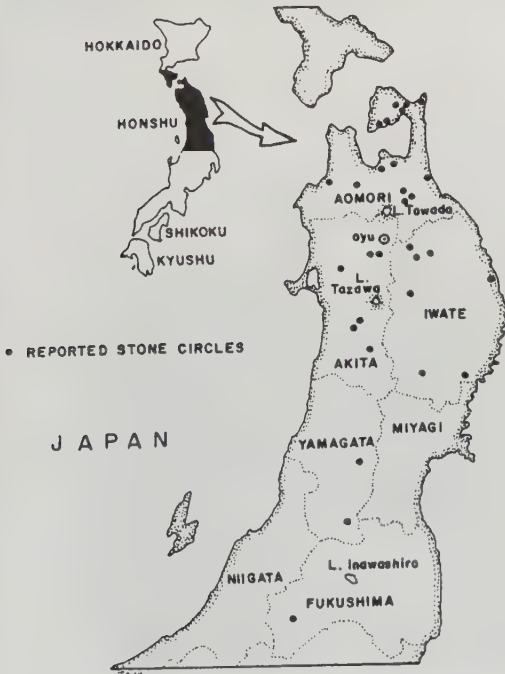 HOKKAIDO
HONSHU
SHIKOKU
KYUSHU
• REPORTED STONE CIRCLES
JAPAN
AOMORI
L. Towada
oyu
L.
Tazawa
IWATE
AKITA
MIYAGI
YAMAGATA
NIIGATA
L. Inawashiro
FUKUSHIMA